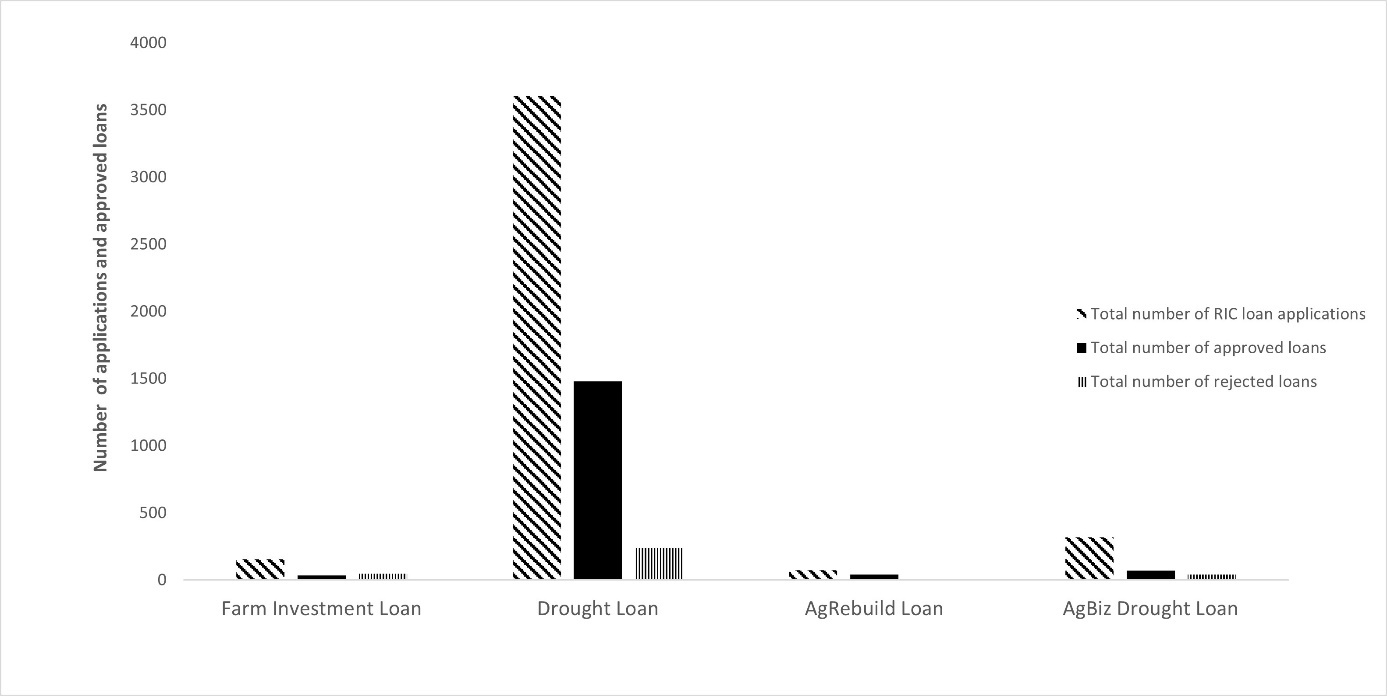 4000
3500
3000
2500
2000
1500
1000
500
0
Number of applications and approved loans
Total number of RIC loan applications
Total number of approved loans
Total number of rejected loans
Farm Investment Loan
Drought Loan
AgRebuild Loan
AgBiz Drought Loan